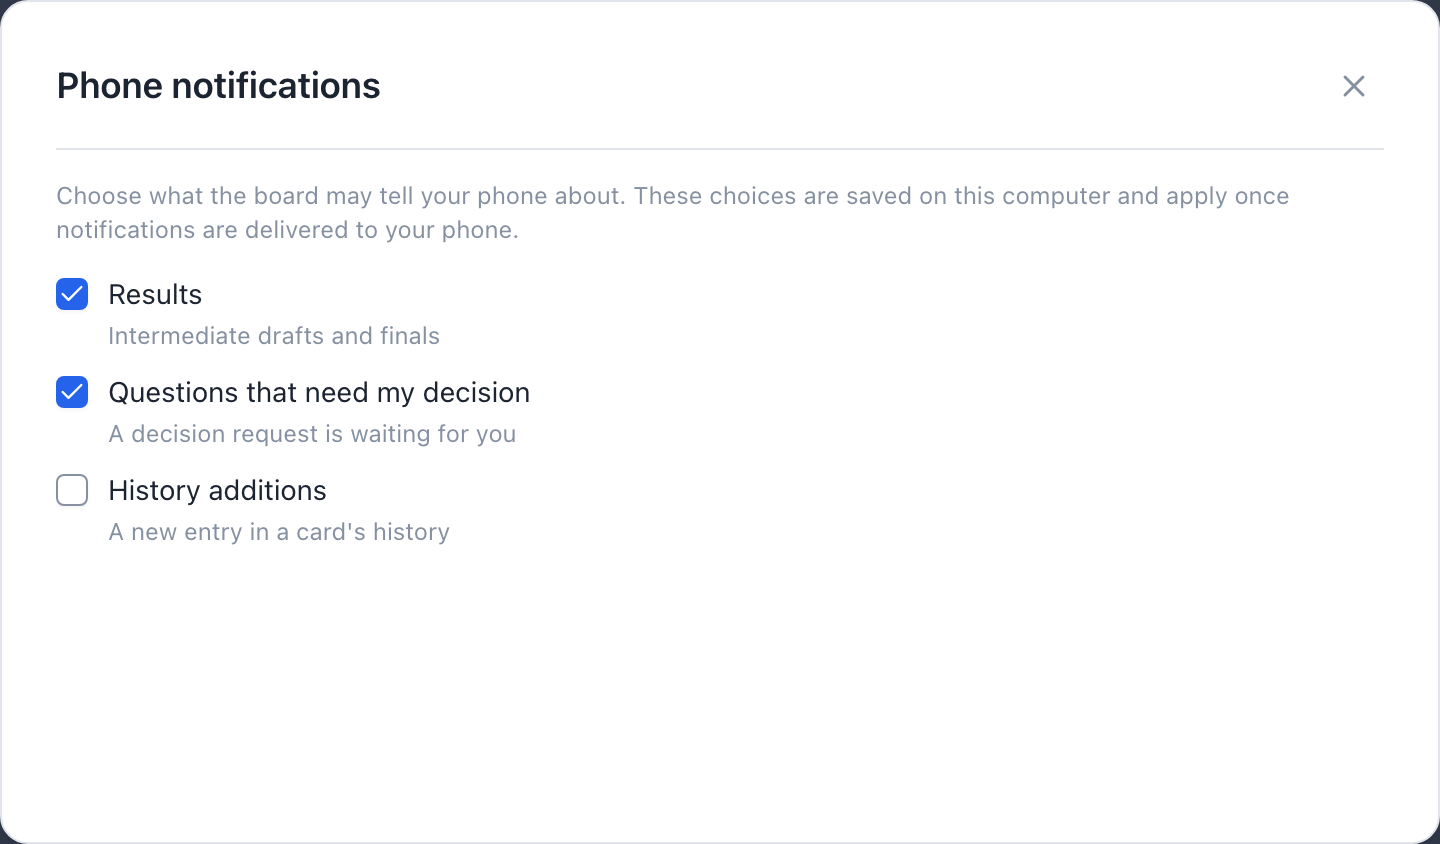 Phone notifications
Choose what the board may tell your phone about. These choices are saved on this computer and apply once
notifications are delivered to your phone.
Results
Intermediate drafts and finals
Questions that need my decision
A decision request is waiting for you
History additions
A new entry in a card's history